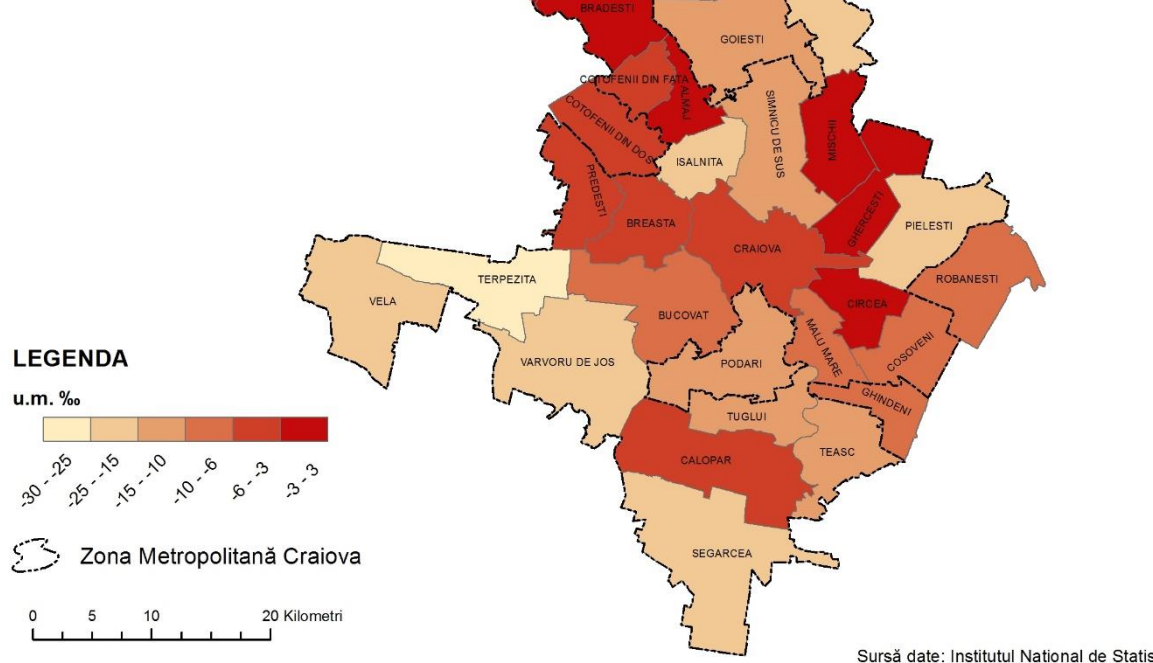 BRADESTI
GOIESTI
COTOFENII DIN FATA
ALMAJ
COTOFENII DIN DOS
SIMNICU DE SUS
MISCHII
ISALNITA
PREDESTI
BREASTA
CRAIOVA
GHERCESTI
PIELESTI
ROBANESTI
VELA
TERPEZITA
BUCOVAT
CIRCEA
MALU MARE
COSOVENI
VARVORU DE JOS
PODARI
GHINDENI
TUGLUI
TEASC
CALOPAR
SEGARCEA
LEGENDA
u.m. ‰
-30 - -25
-25 - -15
-15 - -10
-10 - -6
-6 - -3
-3 - 3
Zona Metropolitană Craiova
0 5 10 20 Kilometri
Sursă date: Institutul National de Statis